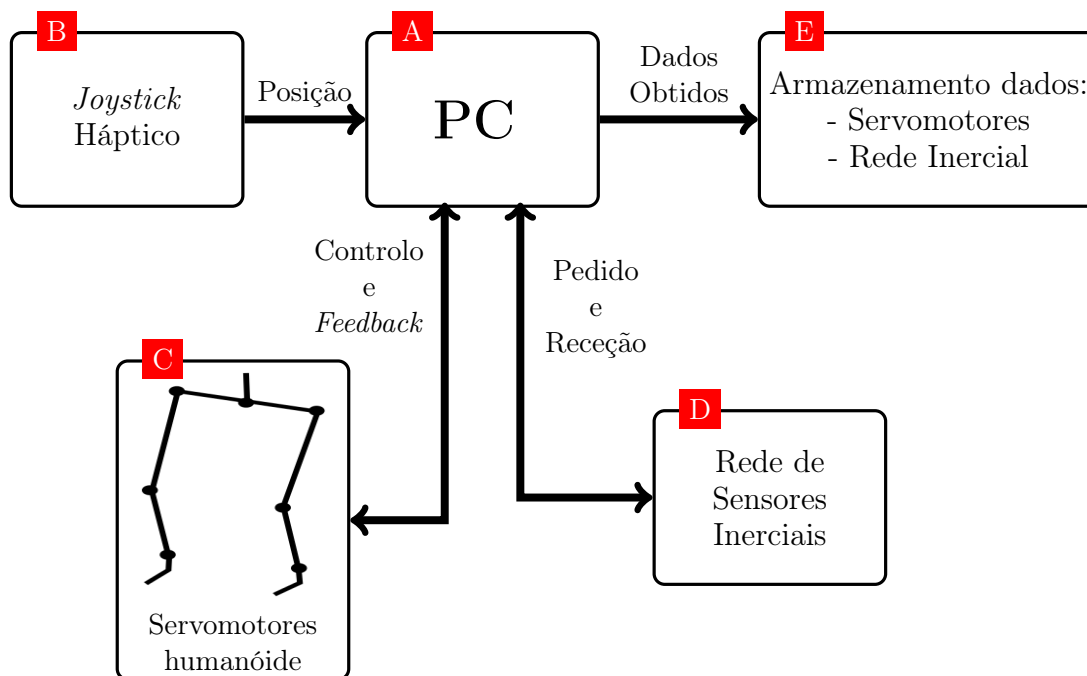 B
Joystick
Háptico
Posição
A
PC
Dados
Obtidos
E
Armazenamento dados:
- Servomotores
- Rede Inercial
Controlo
e
Feedback
Pedido
e
Receção
C
Servomotores
humanóide
D
Rede de
Sensores
Inerciais